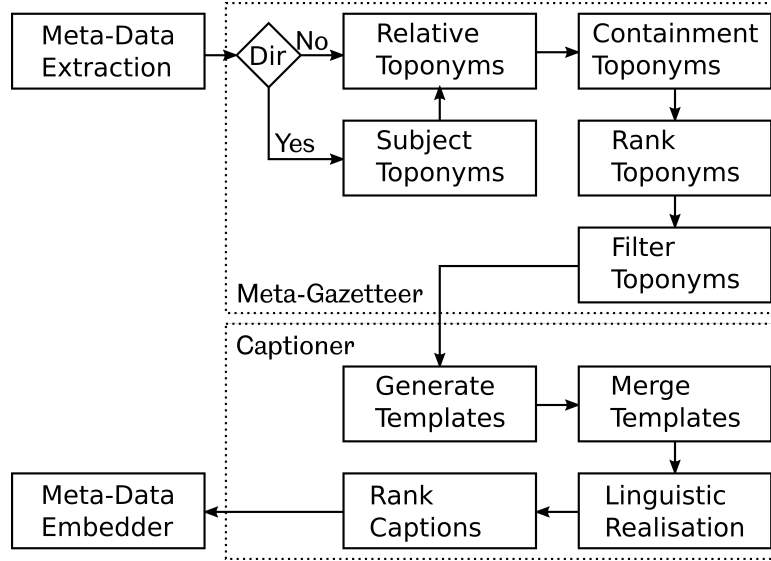 Meta-Data
Extraction
Dir
No
Relative
Toponyms
Containment
Toponyms
Yes
Subject
Toponyms
Rank
Toponyms
Filter
Toponyms
Meta-Gazetteer
Captioner
Generate
Templates
Merge
Templates
Meta-Data
Embedder
Rank
Captions
Linguistic
Realisation